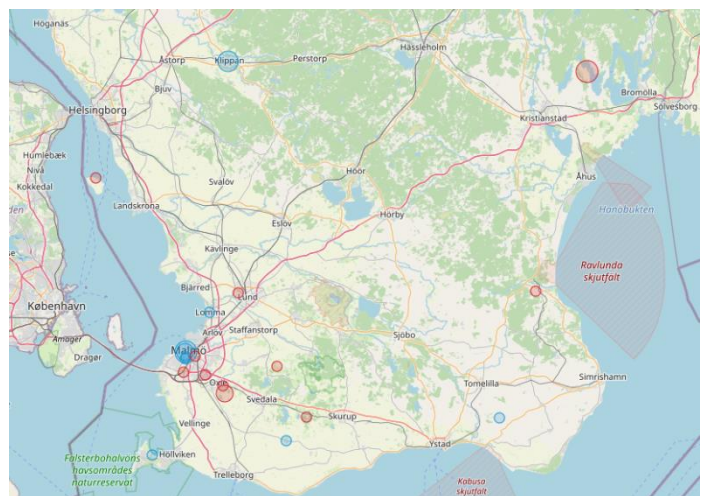 Höganäs
Hässleholm
Åstorp
Klippan
Perstorp
Bjuv
Bromölla
Sölvesborg
Helsingborg
Kristianstad
Humlebæk
Nivå
Kokkedal
Svalöv
Höör
Åhus
Landskrona
Hörby
Hanöbukten
Eslöv
Kävlinge
Ravlunda
skjutfält
Bjärred
Lund
København
Lomma
Arlöv
Staffanstorp
Sjöbo
Amager
Dragør
Malmö
Oxie
Tomelilla
Simrishamn
Svedala
Skurup
Vellinge
Ystad
Falsterbohalvöns
havsområdes
naturreservat
Höllviken
Trelleborg
Kabusa
skjutfält